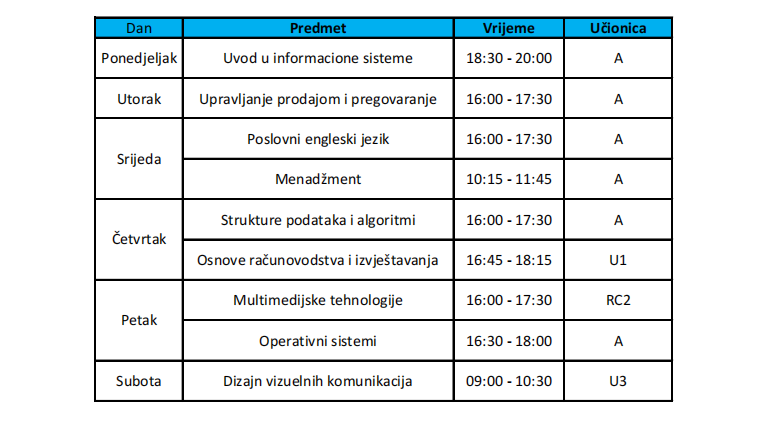 Dan Predmet Vrijeme Učionica
Ponedjeljak Uvod u informacione sisteme 18:30 - 20:00 A
Utorak Upravljanje prodajom i pregovaranje 16:00 - 17:30 A
Srijeda Poslovni engleski jezik 16:00 - 17:30 A
Menadžment 10:15 - 11:45 A
Četvrtak Strukture podataka i algoritmi 16:00 - 17:30 A
Osnove računovodstva i izvještavanja 16:45 - 18:15 U1
Petak Multimedijske tehnologije 16:00 - 17:30 RC2
Operativni sistemi 16:30 - 18:00 A
Subota Dizajn vizuelnih komunikacija 09:00 - 10:30 U3